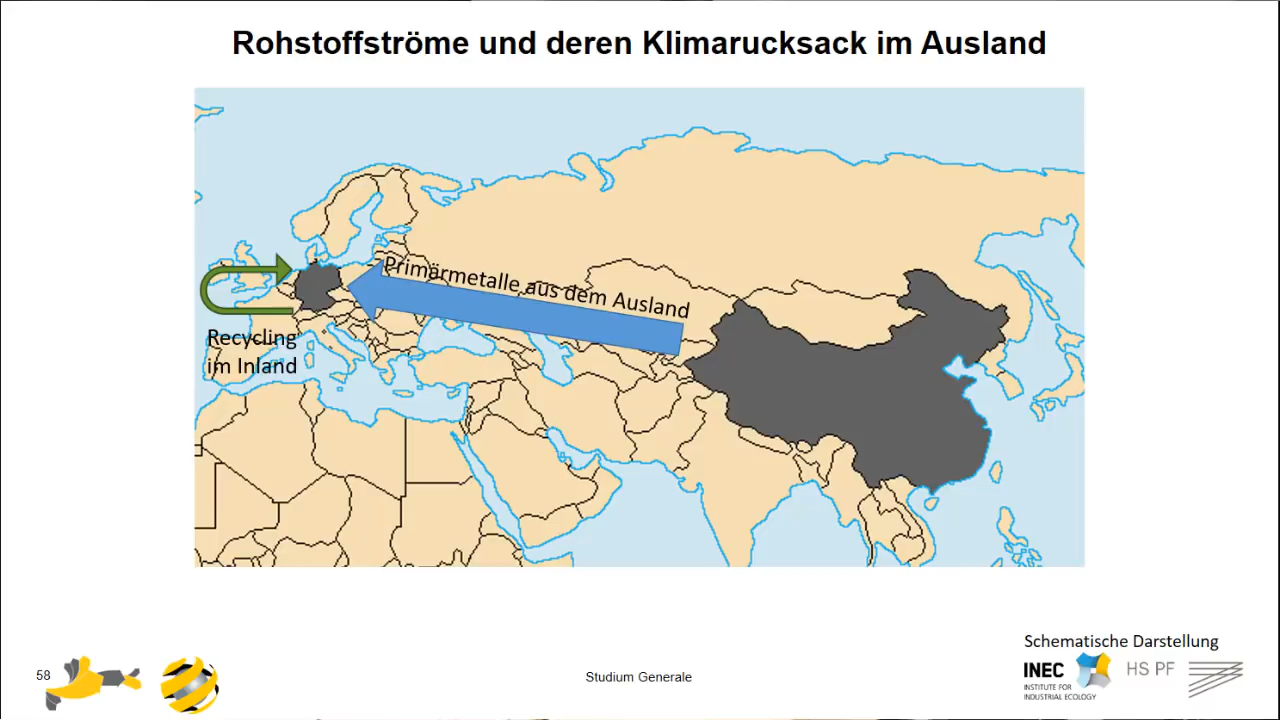 Rohstoffströme und deren Klimarucksack im Ausland
Primärmetalle aus dem Ausland
Recycling
im Inland
Schematische Darstellung
58
Studium Generale
INEC
INSTITUTE FOR
INDUSTRIAL ECOLOGY
HS PF